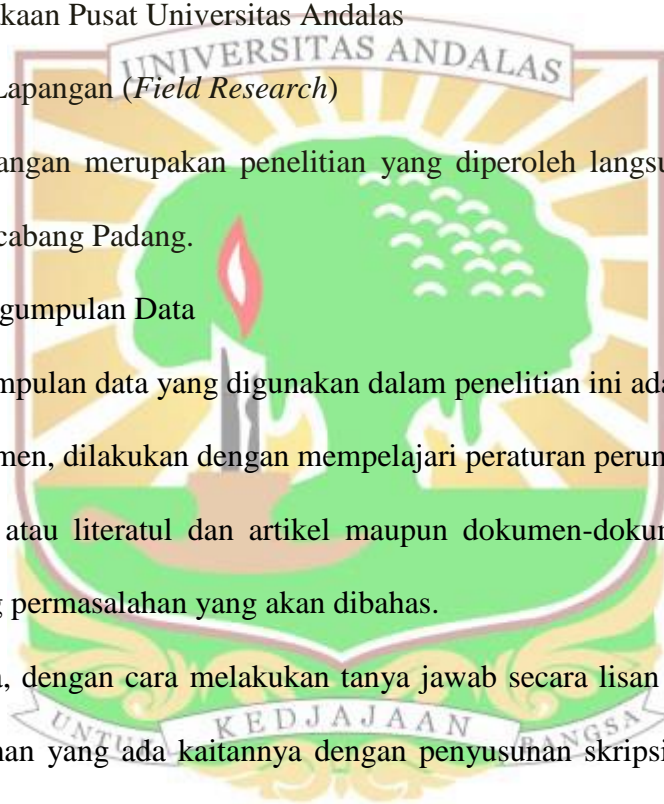 kaan Pusat Universitas Andalas
UNIVERSITAS ANDALAS
Lapangan (Field Research)
angan merupakan penelitian yang diperoleh langsu
cabang Padang.
gumpulan Data
mpulan data yang digunakan dalam penelitian ini ada
men, dilakukan dengan mempelajari peraturan perun
atau literatul dan artikel maupun dokumen-dokum
permasalahan yang akan dibahas.
a, dengan cara melakukan tanya jawab secara lisan
UNTUK KEDJAJAAN BANGSA
nan yang ada kaitannya dengan penyusunan skripsi